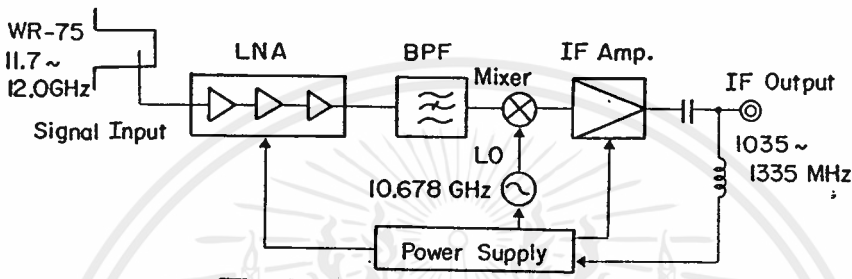 WR-75
11.7 ~
12.0GHz
Signal Input
LNA
BPF
Mixer
IF Amp.
IF Output
1035 ~
1335 MHz
LO
10.678 GHz
Power Supply